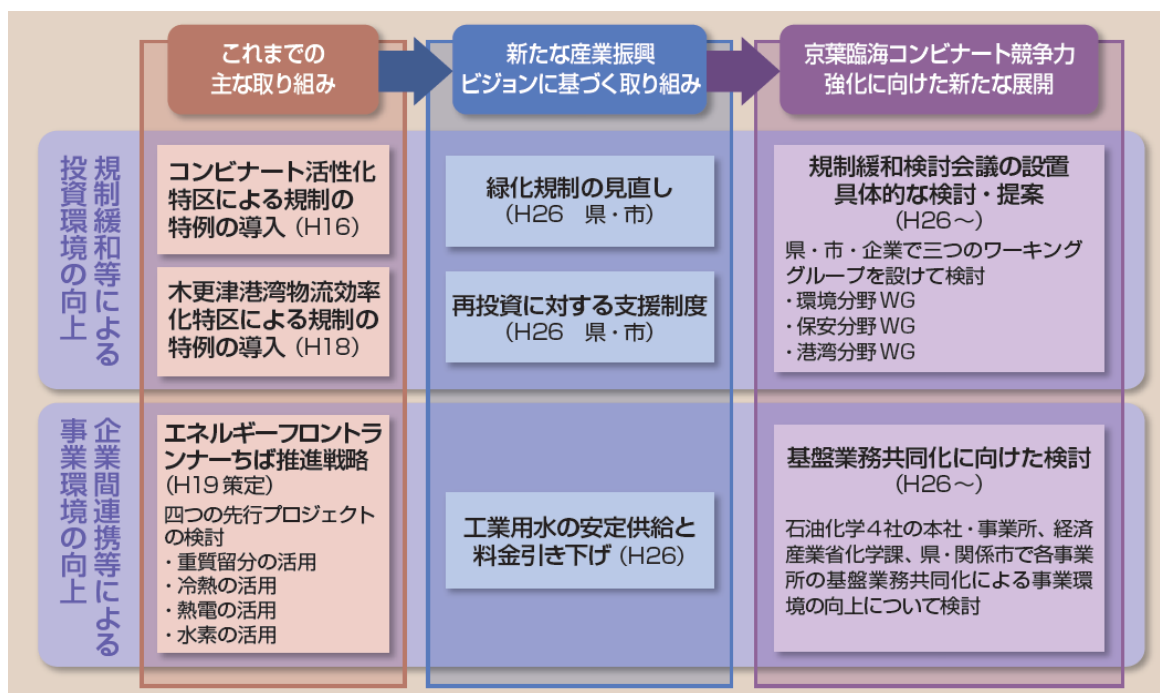 これまでの
主な取り組み
新たな産業振興
ビジョンに基づく取り組み
京葉臨海コンビナート競争力
強化に向けた新たな展開
規制緩和等による
投資環境の向上
コンビナート活性化
特区による規制の
特例の導入（H16）
木更津港湾物流効率
化特区による規制の
特例の導入（H18）
緑化規制の見直し
（H26　県・市）
再投資に対する支援制度
（H26　県・市）
規制緩和検討会議の設置
具体的な検討・提案
（H26～）
県・市・企業で三つのワーキング
グループを設けて検討
・環境分野WG
・保安分野WG
・港湾分野WG
企業間連携等による
事業環境の向上
エネルギーフロントラ
ンナーちば推進戦略
（H19策定）
四つの先行プロジェクト
の検討
・重質留分の活用
・冷熱の活用
・熱電の活用
・水素の活用
工業用水の安定供給と
料金引き下げ（H26）
基盤業務共同化に向けた検討
（H26～）
石油化学４社の本社・事業所、経済
産業省化学課、県・関係市で各事業
所の基盤業務共同化による事業環
境の向上について検討